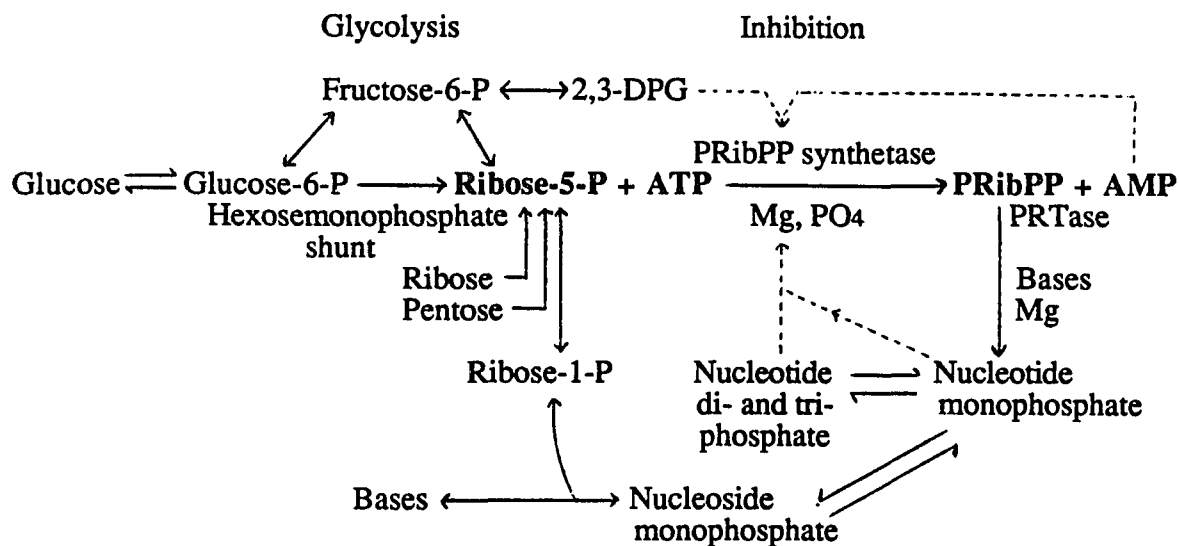 Glycolysis
Inhibition
Fructose-6-P
2,3-DPG
PRibPP synthetase
Glucose
Glucose-6-P
Ribose-5-P + ATP
PRibPP + AMP
Hexosemonophosphate
shunt
Mg, PO4
PRTase
Ribose
Pentose
Bases
Mg
Ribose-1-P
Nucleotide
di- and tri-
phosphate
Nucleotide
monophosphate
Bases
Nucleoside
monophosphate